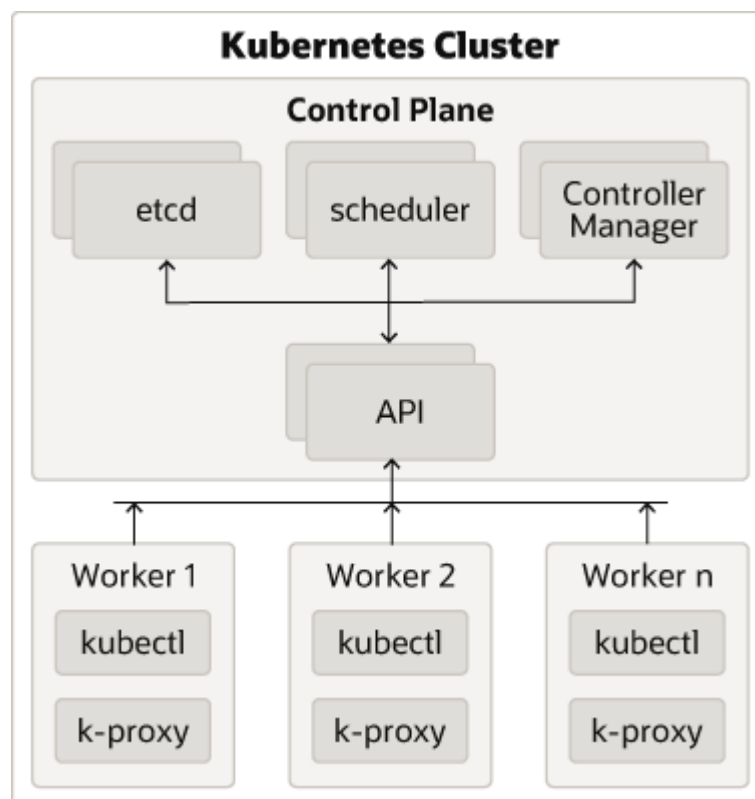 Kubernetes Cluster
Control Plane
etcd
scheduler
Controller
Manager
API
Worker 1
kubectl
k-proxy
Worker 2
kubectl
k-proxy
Worker n
kubectl
k-proxy